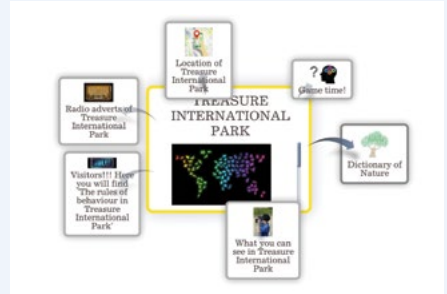 Location of
Treasure
International
Park
?
Game time!
Radio adverts of
Treasure
International
Park
TREASURE
INTERNATIONAL
PARK
Dictionary of
Nature
Visitors!!! Here
you will find
'The rules of
behaviour in
Treasure
International
Park'
What you can
see in Treasure
International
Park